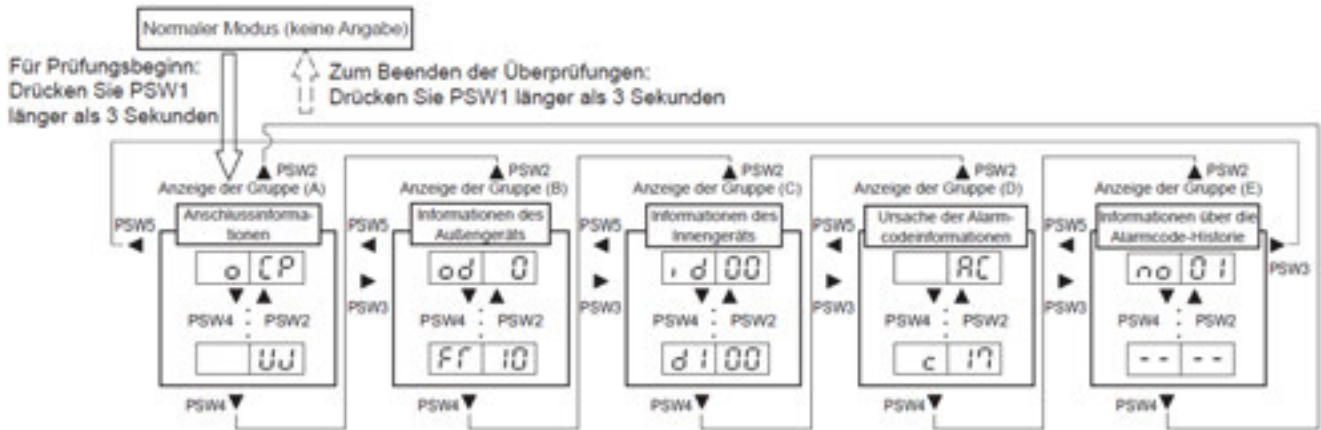 Normaler Modus (keine Angabe)
Für Prüfungsbeginn:
Drücken Sie PSW1
länger als 3 Sekunden
Zum Beenden der Überprüfungen:
Drücken Sie PSW1 länger als 3 Sekunden
PSW2
Anzeige der Gruppe (A)
PSW5
Anschlussinforma-
tionen
o CP
PSW4 PSW2
UJ
PSW4
PSW2
Anzeige der Gruppe (B)
PSW5
PSW3
Informationen des
Außengeräts
od 0
PSW4 PSW2
FΓ 10
PSW4
PSW2
Anzeige der Gruppe (C)
PSW5
PSW3
Informationen des
Innengeräts
id 00
PSW4 PSW2
d1 00
PSW4
PSW2
Anzeige der Gruppe (D)
PSW5
PSW3
Ursache der Alarm-
codeinformationen
AC
PSW4 PSW2
c 17
PSW4
PSW2
Anzeige der Gruppe (E)
PSW5
PSW3
Informationen über die
Alarmcode-Historie
no 01
PSW4 PSW2
-- --
PSW4
PSW3